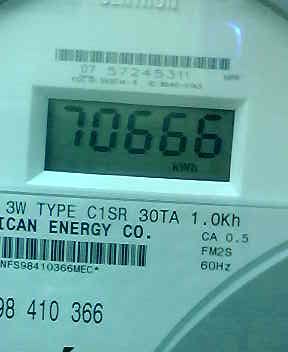 07 57245311
70666
kWh
3W TYPE C1SR 30TA 1.0Kh
ICAN ENERGY CO.
CA 0.5
FM2S
NFS98410366MEC*
60Hz
98 410 366